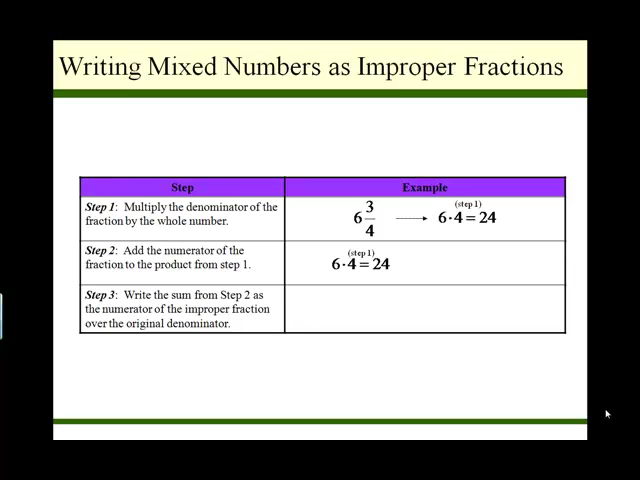 Writing Mixed Numbers as Improper Fractions
Step
Example
Step 1: Multiply the denominator of the
fraction by the whole number.
6 3/4 → 6·4=24
(step 1)
Step 2: Add the numerator of the
fraction to the product from step 1.
(step 1)
6·4=24
Step 3: Write the sum from Step 2 as
the numerator of the improper fraction
over the original denominator.